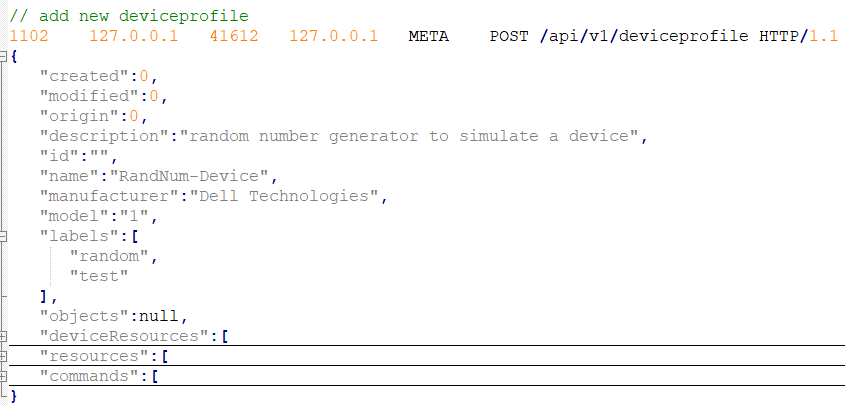 // add new deviceprofile
1102    127.0.0.1   41612   127.0.0.1   META    POST /api/v1/deviceprofile HTTP/1.1
{
   "created":0,
   "modified":0,
   "origin":0,
   "description":"random number generator to simulate a device",
   "id":"",
   "name":"RandNum-Device",
   "manufacturer":"Dell Technologies",
   "model":"1",
   "labels":[
      "random",
      "test"
   ],
   "objects":null,
   "deviceResources":[
   "resources":[
   "commands":[
}